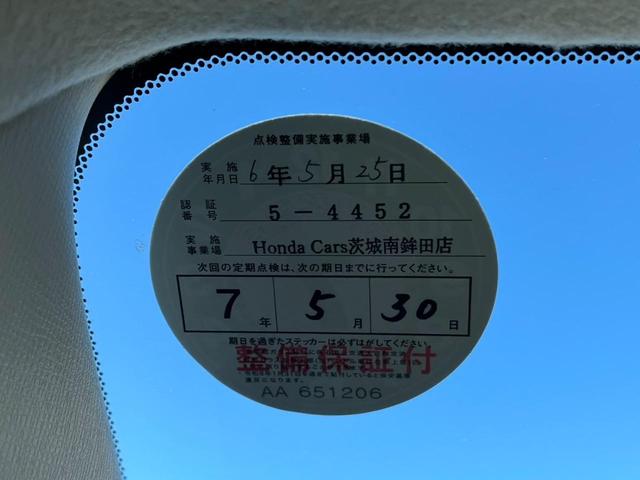 点検整備実施事業場
実施年月日 6年5月25日
認証番号 5-4452
実施事業場 Honda Cars茨城南鉾田店
次回の定期点検は、次の期日までに行ってください。
7年 5月 30日
期日を過ぎたステッカーは必ずはがしてください。
整備保証付
AA 651206